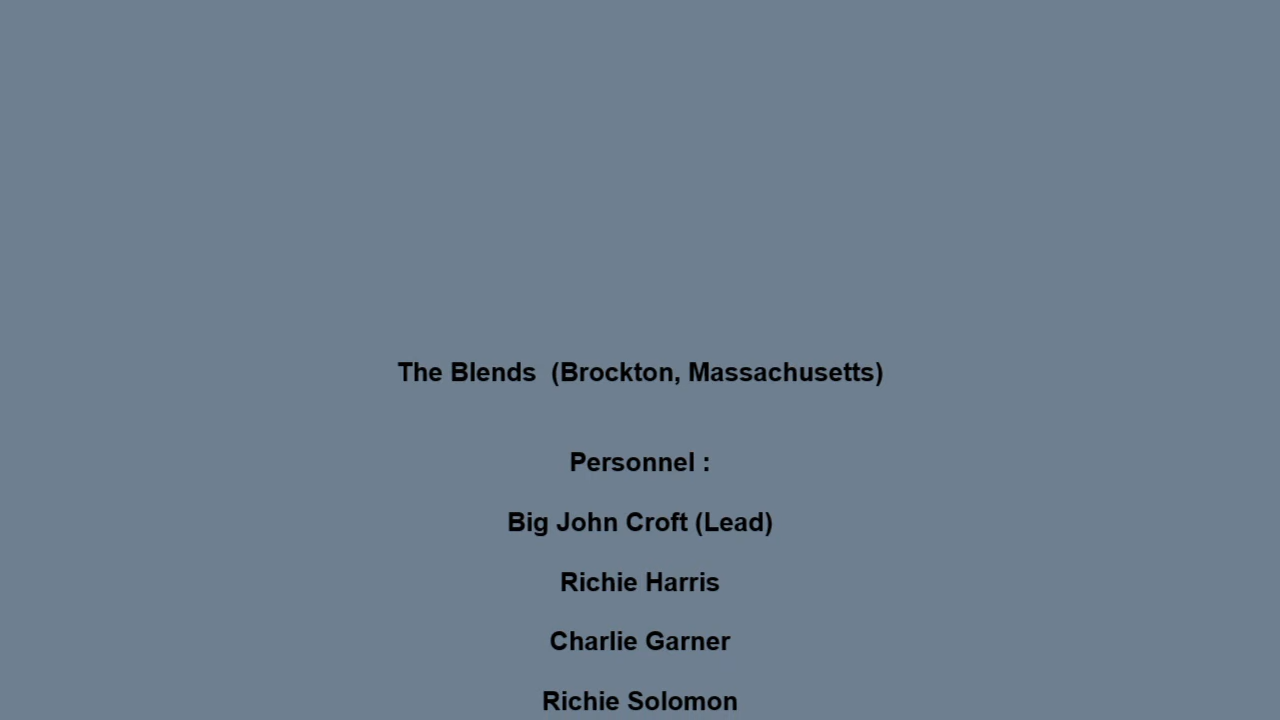 The Blends  (Brockton, Massachusetts)
Personnel :
Big John Croft (Lead)
Richie Harris
Charlie Garner
Richie Solomon